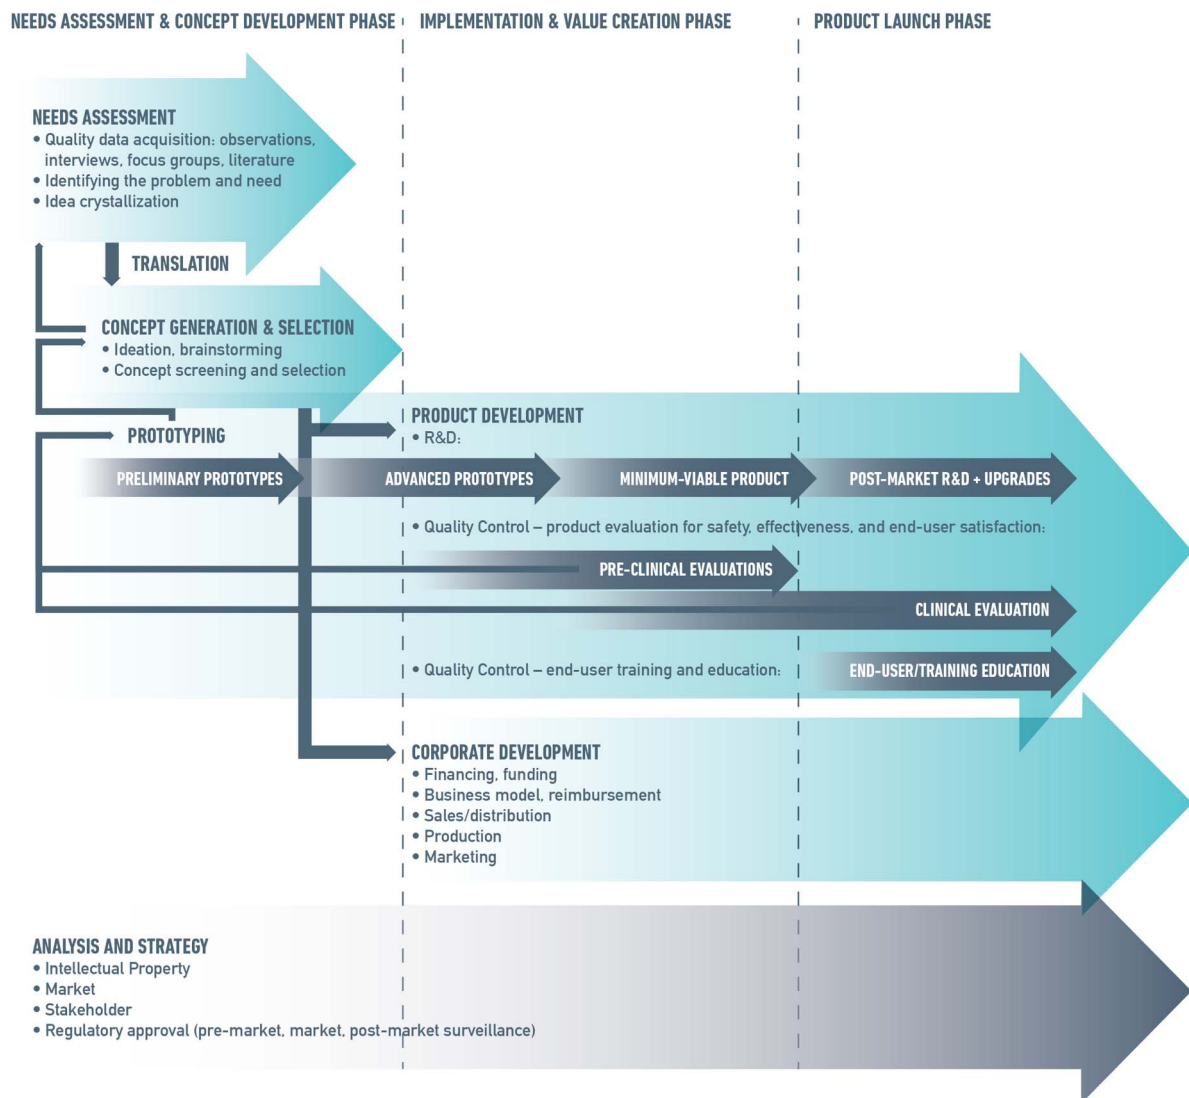 NEEDS ASSESSMENT & CONCEPT DEVELOPMENT PHASE
IMPLEMENTATION & VALUE CREATION PHASE
PRODUCT LAUNCH PHASE
NEEDS ASSESSMENT
• Quality data acquisition: observations,
interviews, focus groups, literature
• Identifying the problem and need
• Idea crystallization
TRANSLATION
CONCEPT GENERATION & SELECTION
• Ideation, brainstorming
• Concept screening and selection
PROTOTYPING
PRODUCT DEVELOPMENT
• R&D:
PRELIMINARY PROTOTYPES
ADVANCED PROTOTYPES
MINIMUM-VIABLE PRODUCT
POST-MARKET R&D + UPGRADES
• Quality Control – product evaluation for safety, effectiveness, and end-user satisfaction:
PRE-CLINICAL EVALUATIONS
CLINICAL EVALUATION
• Quality Control – end-user training and education:
END-USER/TRAINING EDUCATION
CORPORATE DEVELOPMENT
• Financing, funding
• Business model, reimbursement
• Sales/distribution
• Production
• Marketing
ANALYSIS AND STRATEGY
• Intellectual Property
• Market
• Stakeholder
• Regulatory approval (pre-market, market, post-market surveillance)